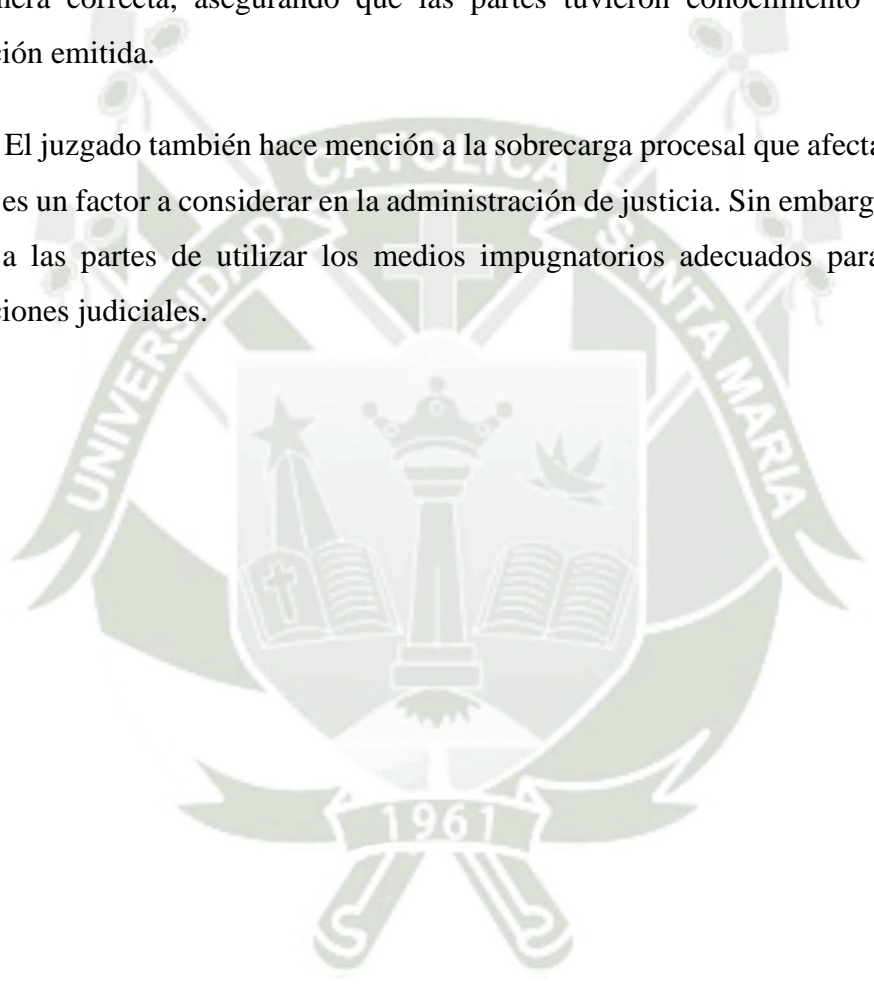 nera correcta, asegurando que las partes tuvieron conocimiento
ción emitida.
El juzgado también hace mención a la sobrecarga procesal que afecta
es un factor a considerar en la administración de justicia. Sin embarg
a las partes de utilizar los medios impugnatorios adecuados para
ciones judiciales.
UNIVERSIDAD CATOLICA SANTA MARIA
1961